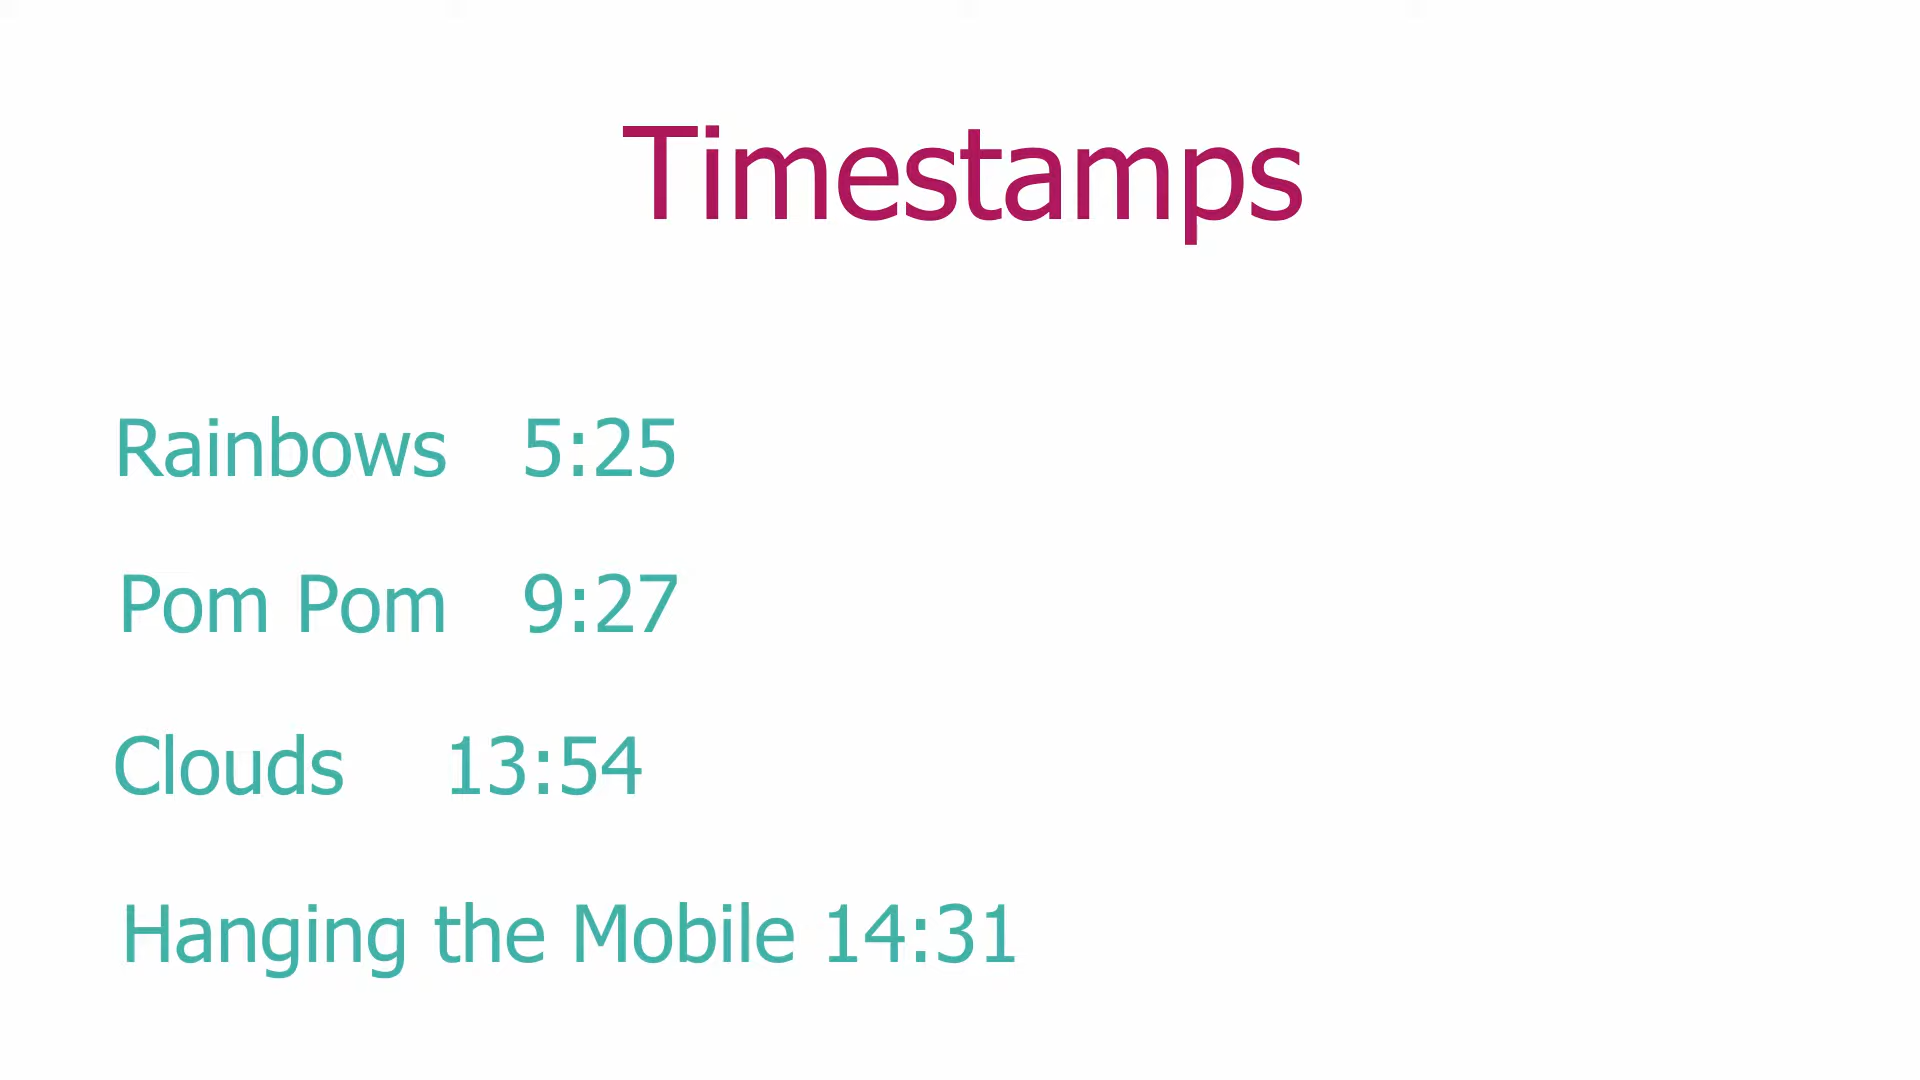 Timestamps
Rainbows 5:25
Pom Pom 9:27
Clouds 13:54
Hanging the Mobile 14:31